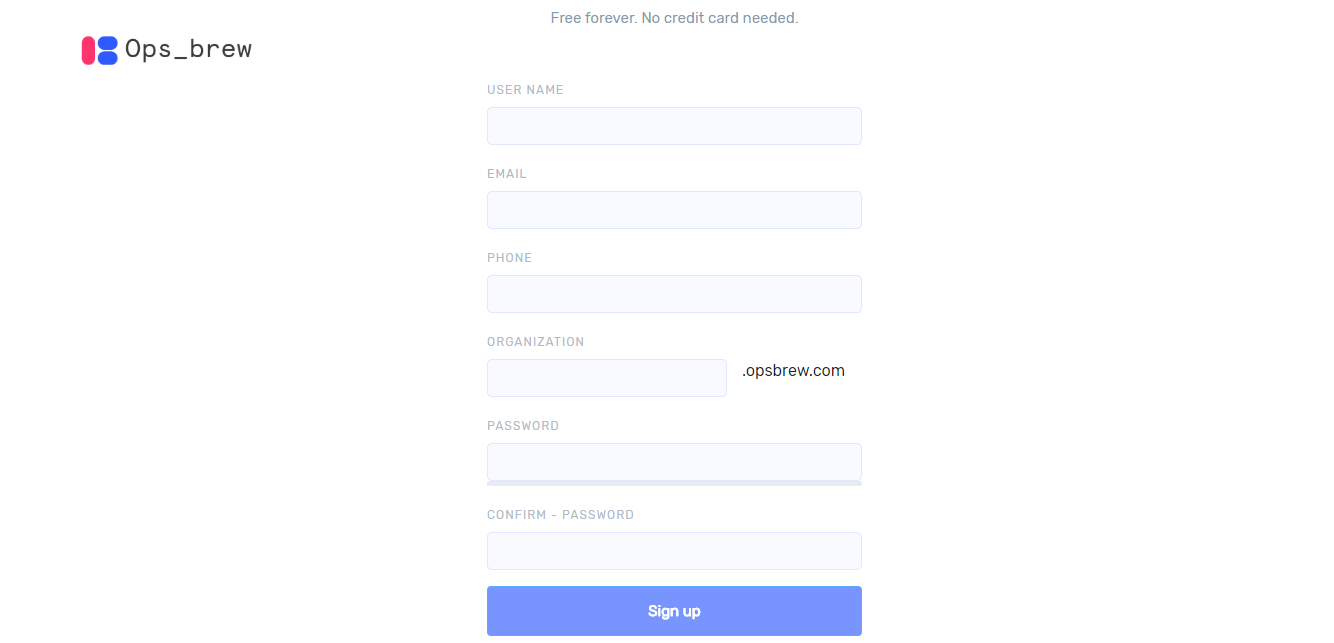 Free forever. No credit card needed.
Ops_brew
USER NAME
EMAIL
PHONE
ORGANIZATION
.opsbrew.com
PASSWORD
CONFIRM - PASSWORD
Sign up